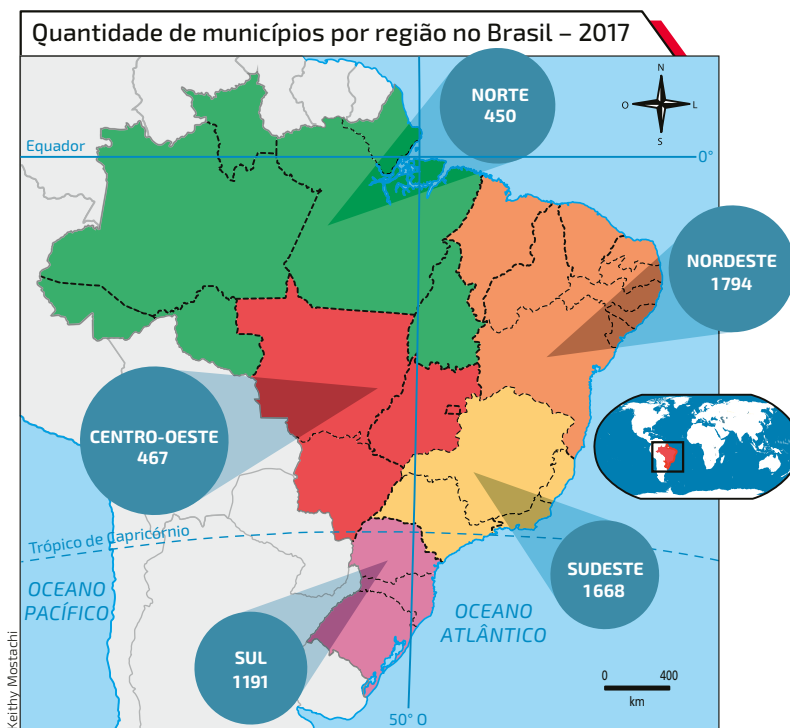 Quantidade de municípios por região no Brasil – 2017
NORTE
450
N
O
L
S
Equador
0°
NORDESTE
1794
CENTRO-OESTE
467
Trópico de Capricórnio
SUDESTE
1668
OCEANO
PACÍFICO
OCEANO
ATLÂNTICO
SUL
1191
0
400
km
50° O
Keithy Mostachi